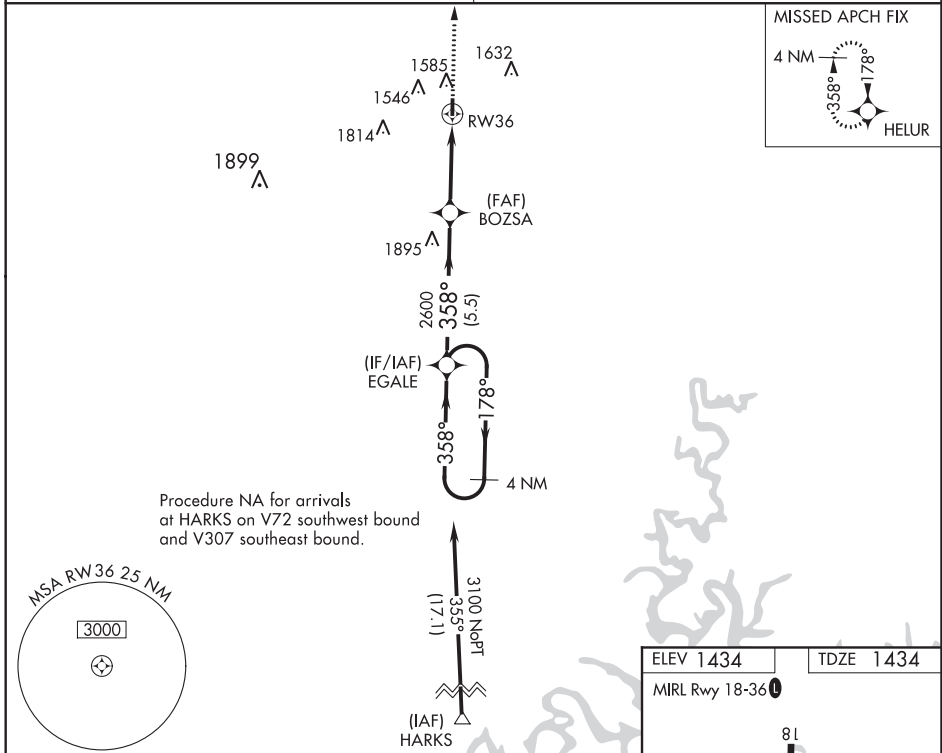 MISSED APCH FIX
4 NM
358°
178°
HELUR
1632
1585
1546
1814
RW36
1899
(FAF)
BOZSA
1895
2600
358°
(5.5)
(IF/IAF)
EGALE
178°
358°
4 NM
Procedure NA for arrivals
at HARKS on V72 southwest bound
and V307 southeast bound.
3100 NoPT
355°
(17.1)
(IAF)
HARKS
MSA RW36 25 NM
3000
ELEV 1434
TDZE 1434
MIRL Rwy 18-36 L
18